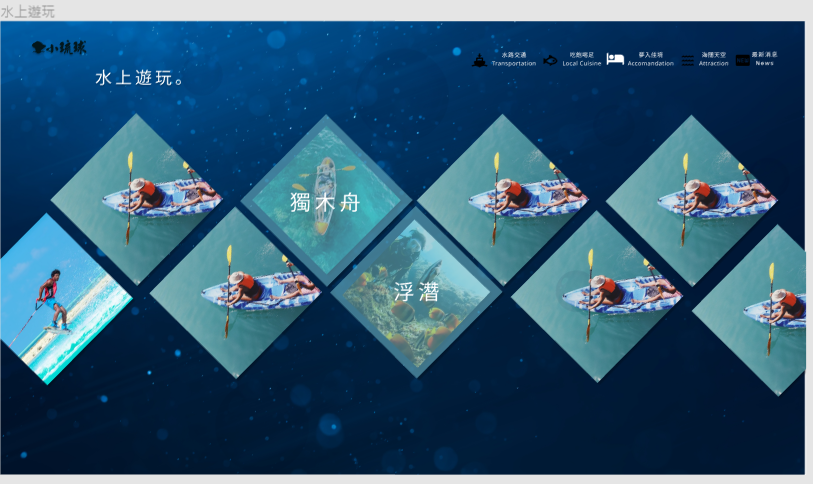 水上遊玩
小琉球
水路交通
Transportation
吃飽喝足
Local Cuisine
夢入佳境
Accomandation
海闊天空
Attraction
最新消息
News
水上遊玩。
獨木舟
浮潛